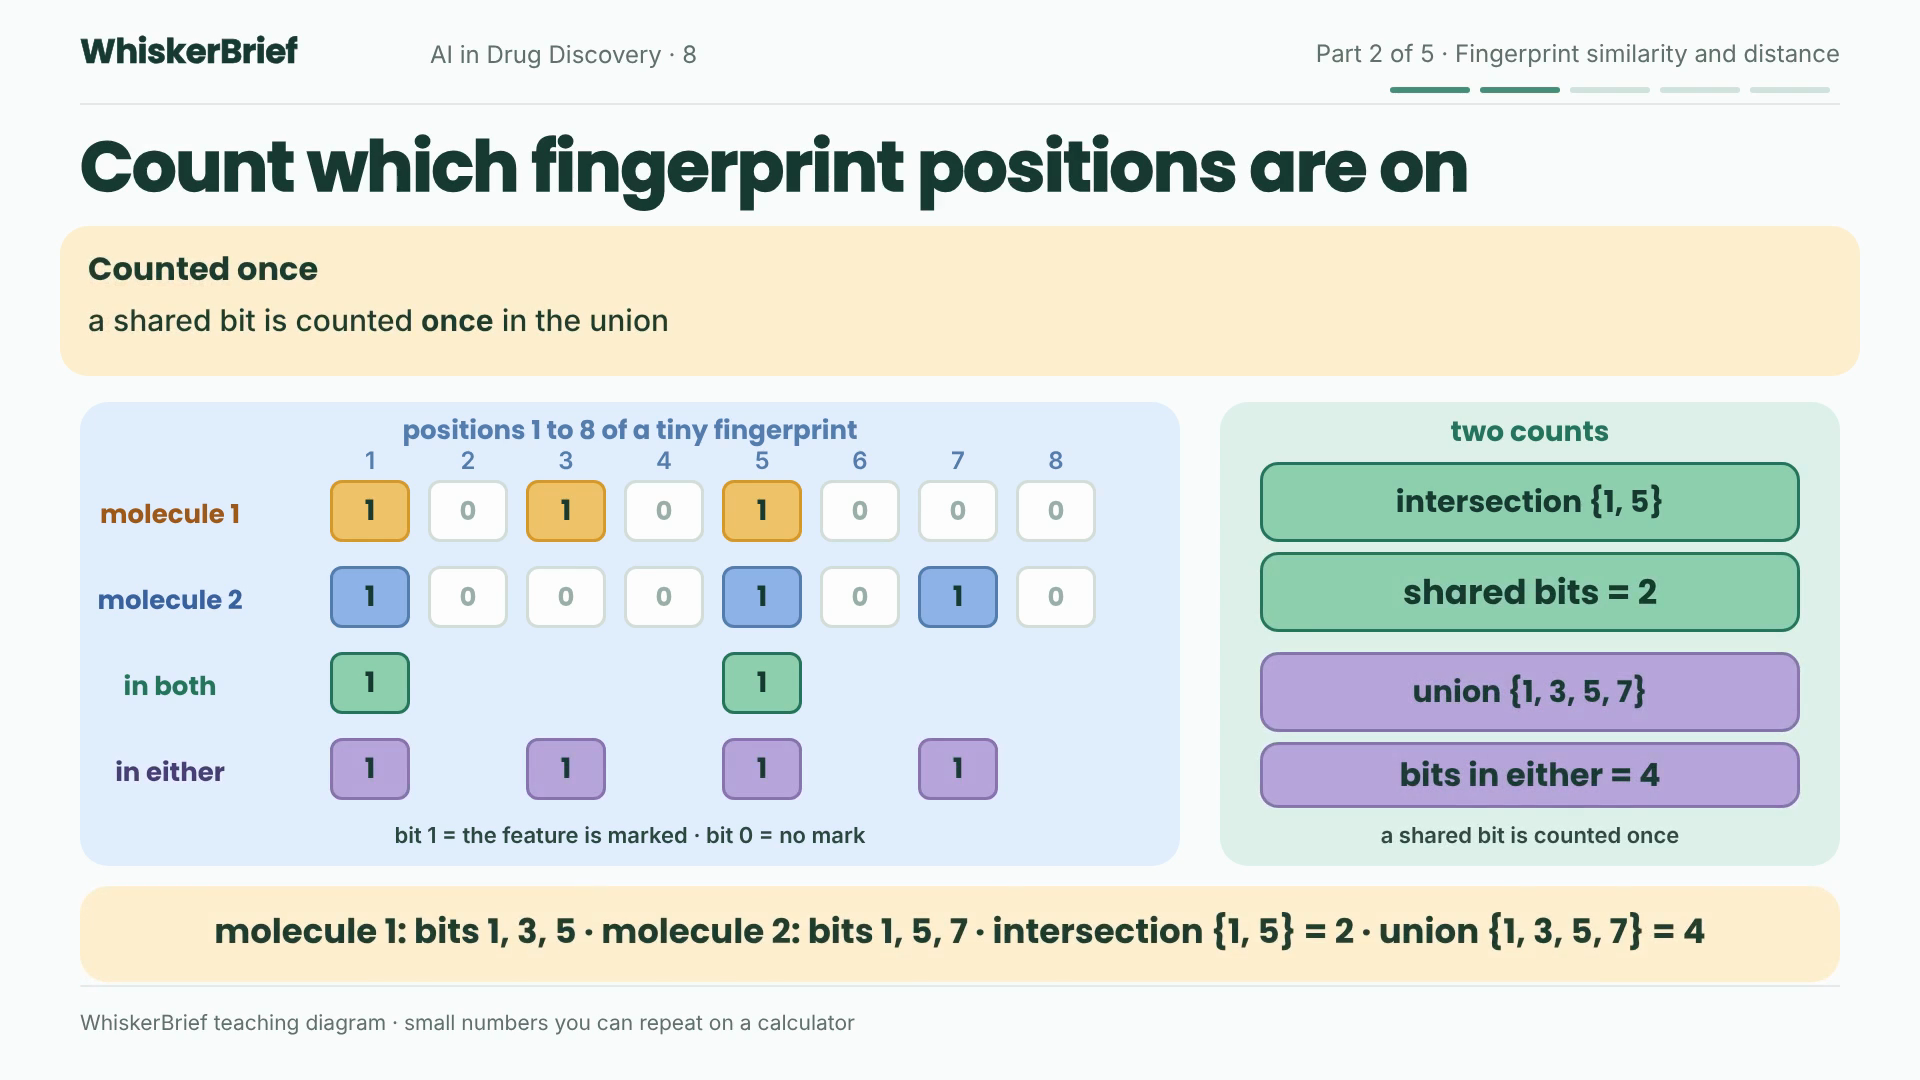 WhiskerBrief
AI in Drug Discovery · 8
Part 2 of 5 · Fingerprint similarity and distance
Count which fingerprint positions are on
Counted once
a shared bit is counted once in the union
positions 1 to 8 of a tiny fingerprint
1 2 3 4 5 6 7 8
molecule 1 1 0 1 0 1 0 0 0
molecule 2 1 0 0 0 1 0 1 0
in both 1 1
in either 1 1 1 1
bit 1 = the feature is marked · bit 0 = no mark
two counts
intersection {1, 5}
shared bits = 2
union {1, 3, 5, 7}
bits in either = 4
a shared bit is counted once
molecule 1: bits 1, 3, 5 · molecule 2: bits 1, 5, 7 · intersection {1, 5} = 2 · union {1, 3, 5, 7} = 4
WhiskerBrief teaching diagram · small numbers you can repeat on a calculator